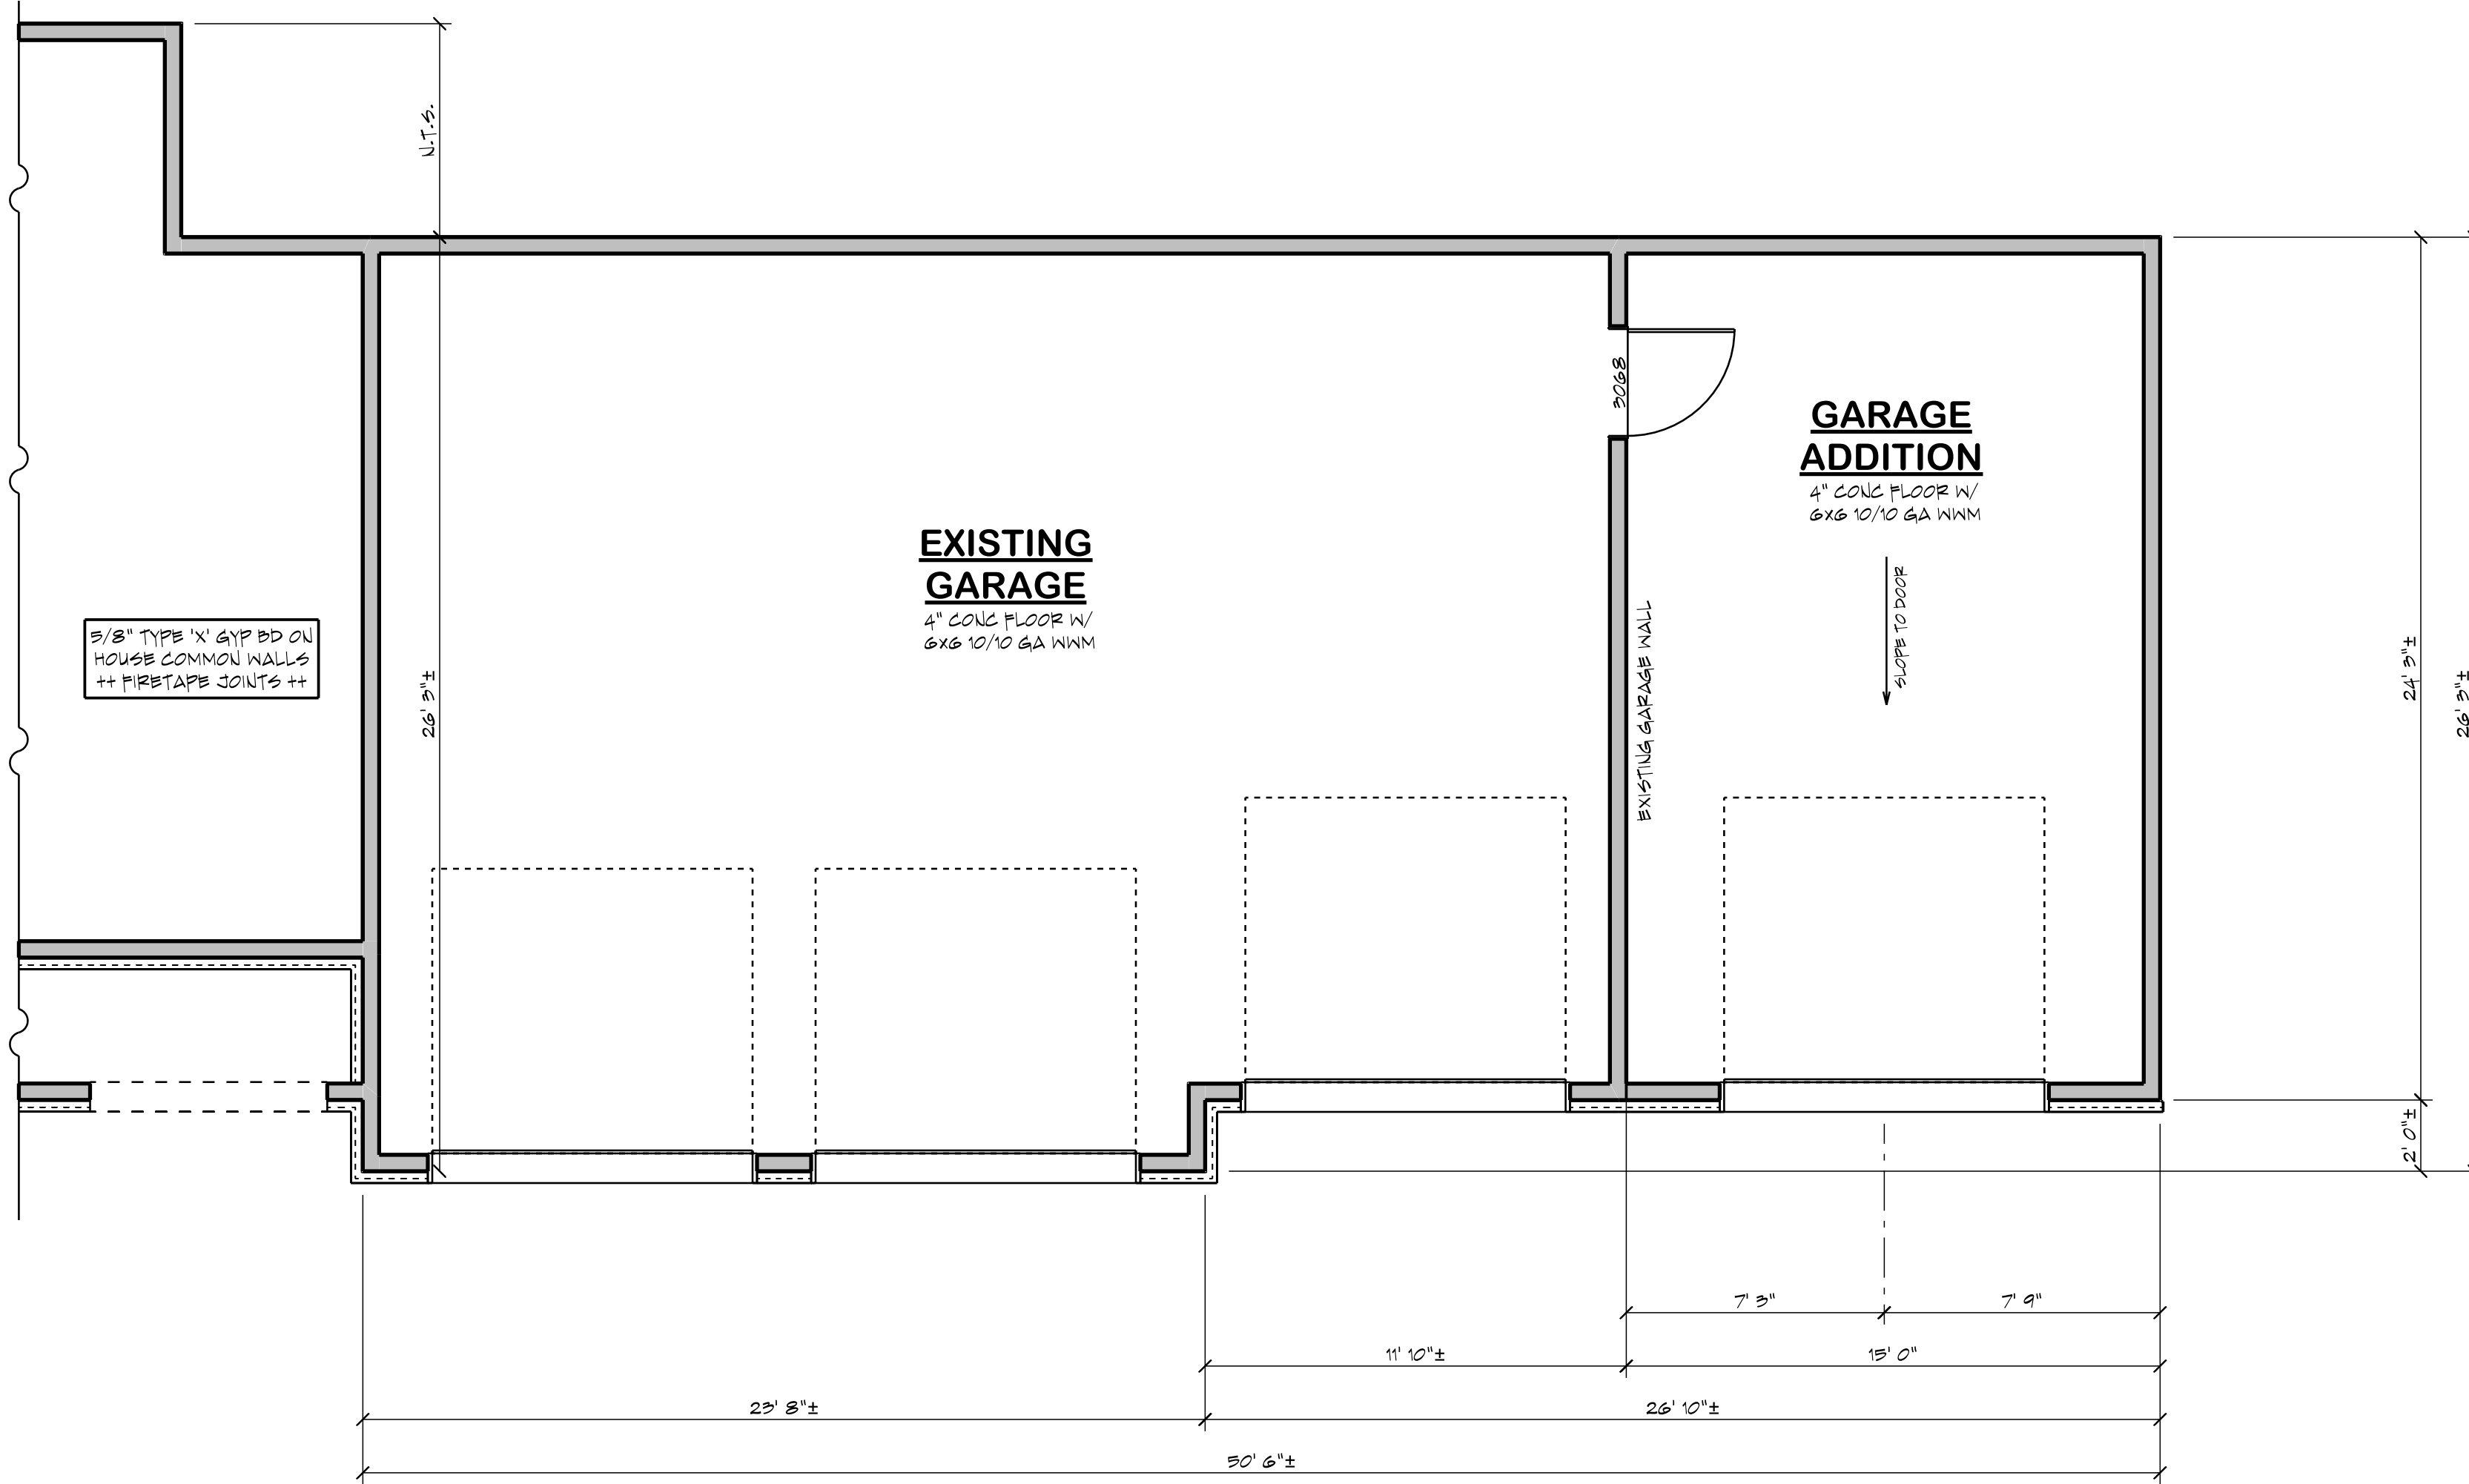 N.T.S.
3068
GARAGE
ADDITION
4" CONC FLOOR W/
6X6 10/10 GA WWM
EXISTING
GARAGE
4" CONC FLOOR W/
6X6 10/10 GA WWM
SLOPE TO DOOR
EXISTING GARAGE WALL
5/8" TYPE 'X' GYP BD ON
HOUSE COMMON WALLS
++ FIRETAPE JOINTS ++
26' 3"±
24' 3"±
26' 3"±
2' 0"±
7' 3"
7' 9"
11' 10"±
15' 0"
23' 8"±
26' 10"±
50' 6"±